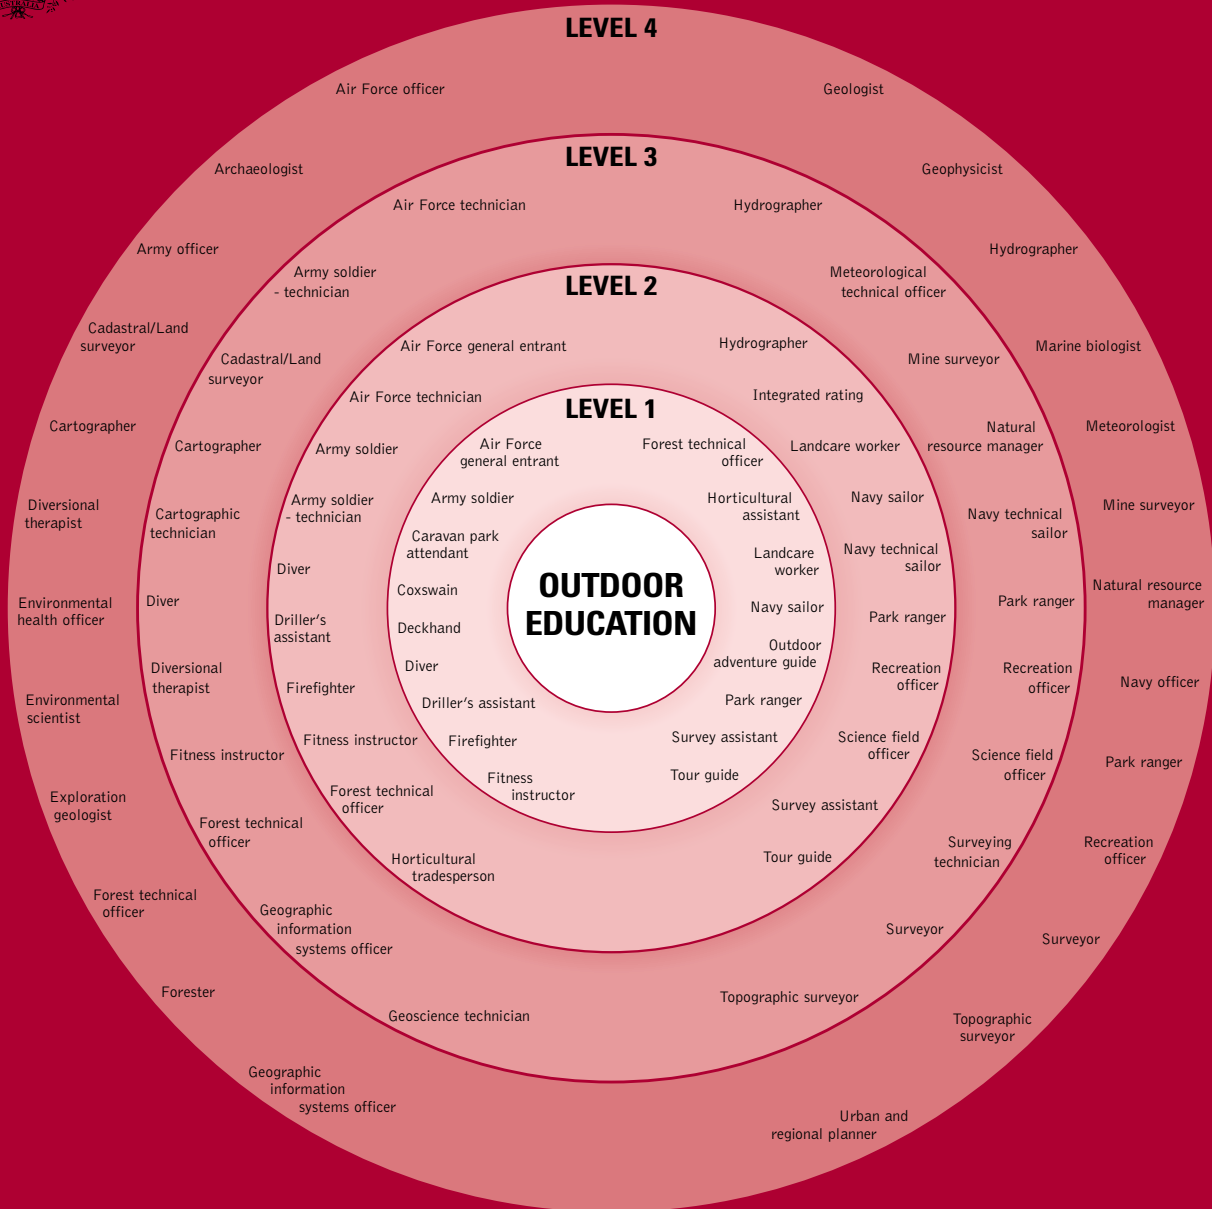 LEVEL 4
Air Force officer
Archaeologist
Army officer
Cadastral/Land
surveyor
Cartographer
Diversional
therapist
Environmental
health officer
Environmental
scientist
Exploration
geologist
Forest technical
officer
Forester
Geographic
information
systems officer
Geologist
Geophysicist
Hydrographer
Marine biologist
Meteorologist
Mine surveyor
Natural resource
manager
Navy officer
Park ranger
Recreation
officer
Surveyor
Topographic
surveyor
Urban and
regional planner
LEVEL 3
Air Force technician
Army soldier
- technician
Cadastral/Land
surveyor
Cartographer
Cartographic
technician
Diver
Diversional
therapist
Fitness instructor
Forest technical
officer
Geographic
information
systems officer
Geoscience technician
Hydrographer
Meteorological
technical officer
Mine surveyor
Natural
resource manager
Navy technical
sailor
Park ranger
Recreation
officer
Science field
officer
Surveying
technician
Surveyor
Topographic surveyor
LEVEL 2
Air Force general entrant
Air Force technician
Army soldier
Army soldier
- technician
Diver
Driller's
assistant
Firefighter
Fitness instructor
Forest technical
officer
Horticultural
tradesperson
Hydrographer
Integrated rating
Landcare worker
Navy sailor
Navy technical
sailor
Park ranger
Recreation
officer
Science field
officer
Survey assistant
Tour guide
LEVEL 1
Air Force
general entrant
Army soldier
Caravan park
attendant
Coxswain
Deckhand
Diver
Driller's assistant
Firefighter
Fitness
instructor
Forest technical
officer
Horticultural
assistant
Landcare
worker
Navy sailor
Outdoor
adventure guide
Park ranger
Survey assistant
Tour guide
OUTDOOR
EDUCATION